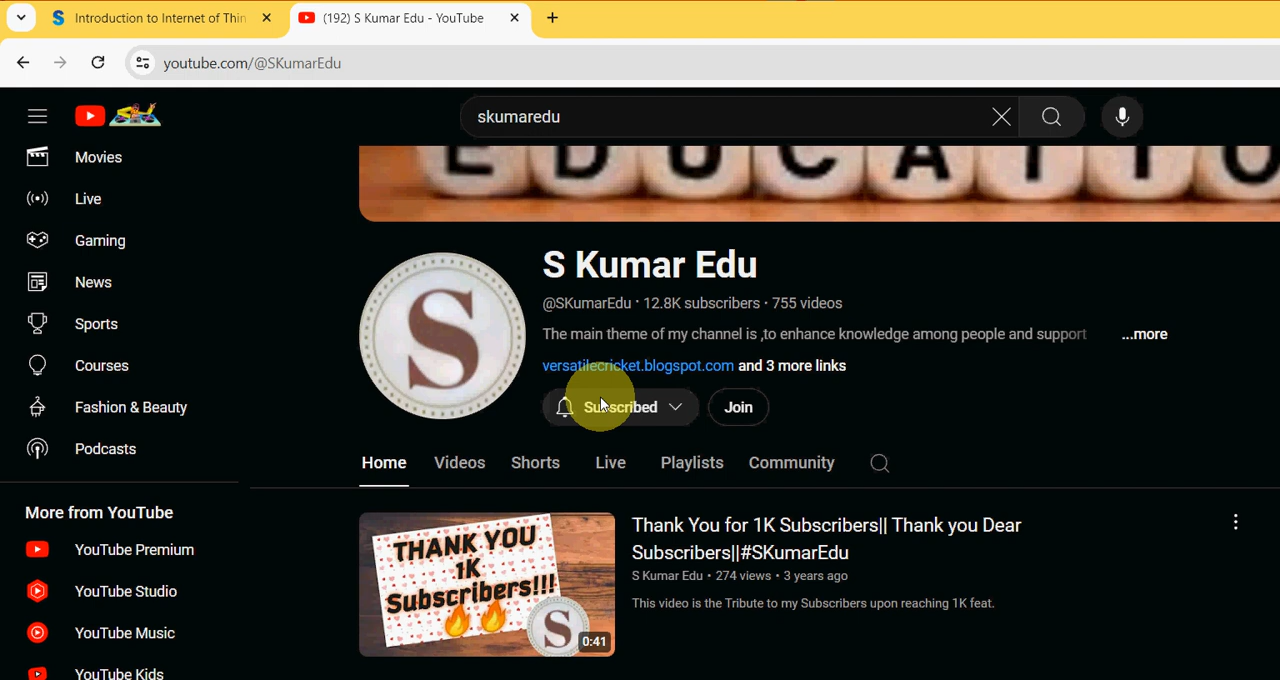 Introduction to Internet of Thin
(192) S Kumar Edu - YouTube
youtube.com/@SKumarEdu
skumaredu
Movies
Live
Gaming
News
Sports
Courses
Fashion & Beauty
Podcasts
More from YouTube
YouTube Premium
YouTube Studio
YouTube Music
YouTube Kids
EDUCATIO
S
S Kumar Edu
@SKumarEdu · 12.8K subscribers · 755 videos
The main theme of my channel is ,to enhance knowledge among people and support ...more
versatilecricket.blogspot.com and 3 more links
Subscribed
Join
Home Videos Shorts Live Playlists Community
THANK YOU
1K
Subscribers!!!
S
0:41
Thank You for 1K Subscribers|| Thank you Dear
Subscribers||#SKumarEdu
S Kumar Edu · 274 views · 3 years ago
This video is the Tribute to my Subscribers upon reaching 1K feat.